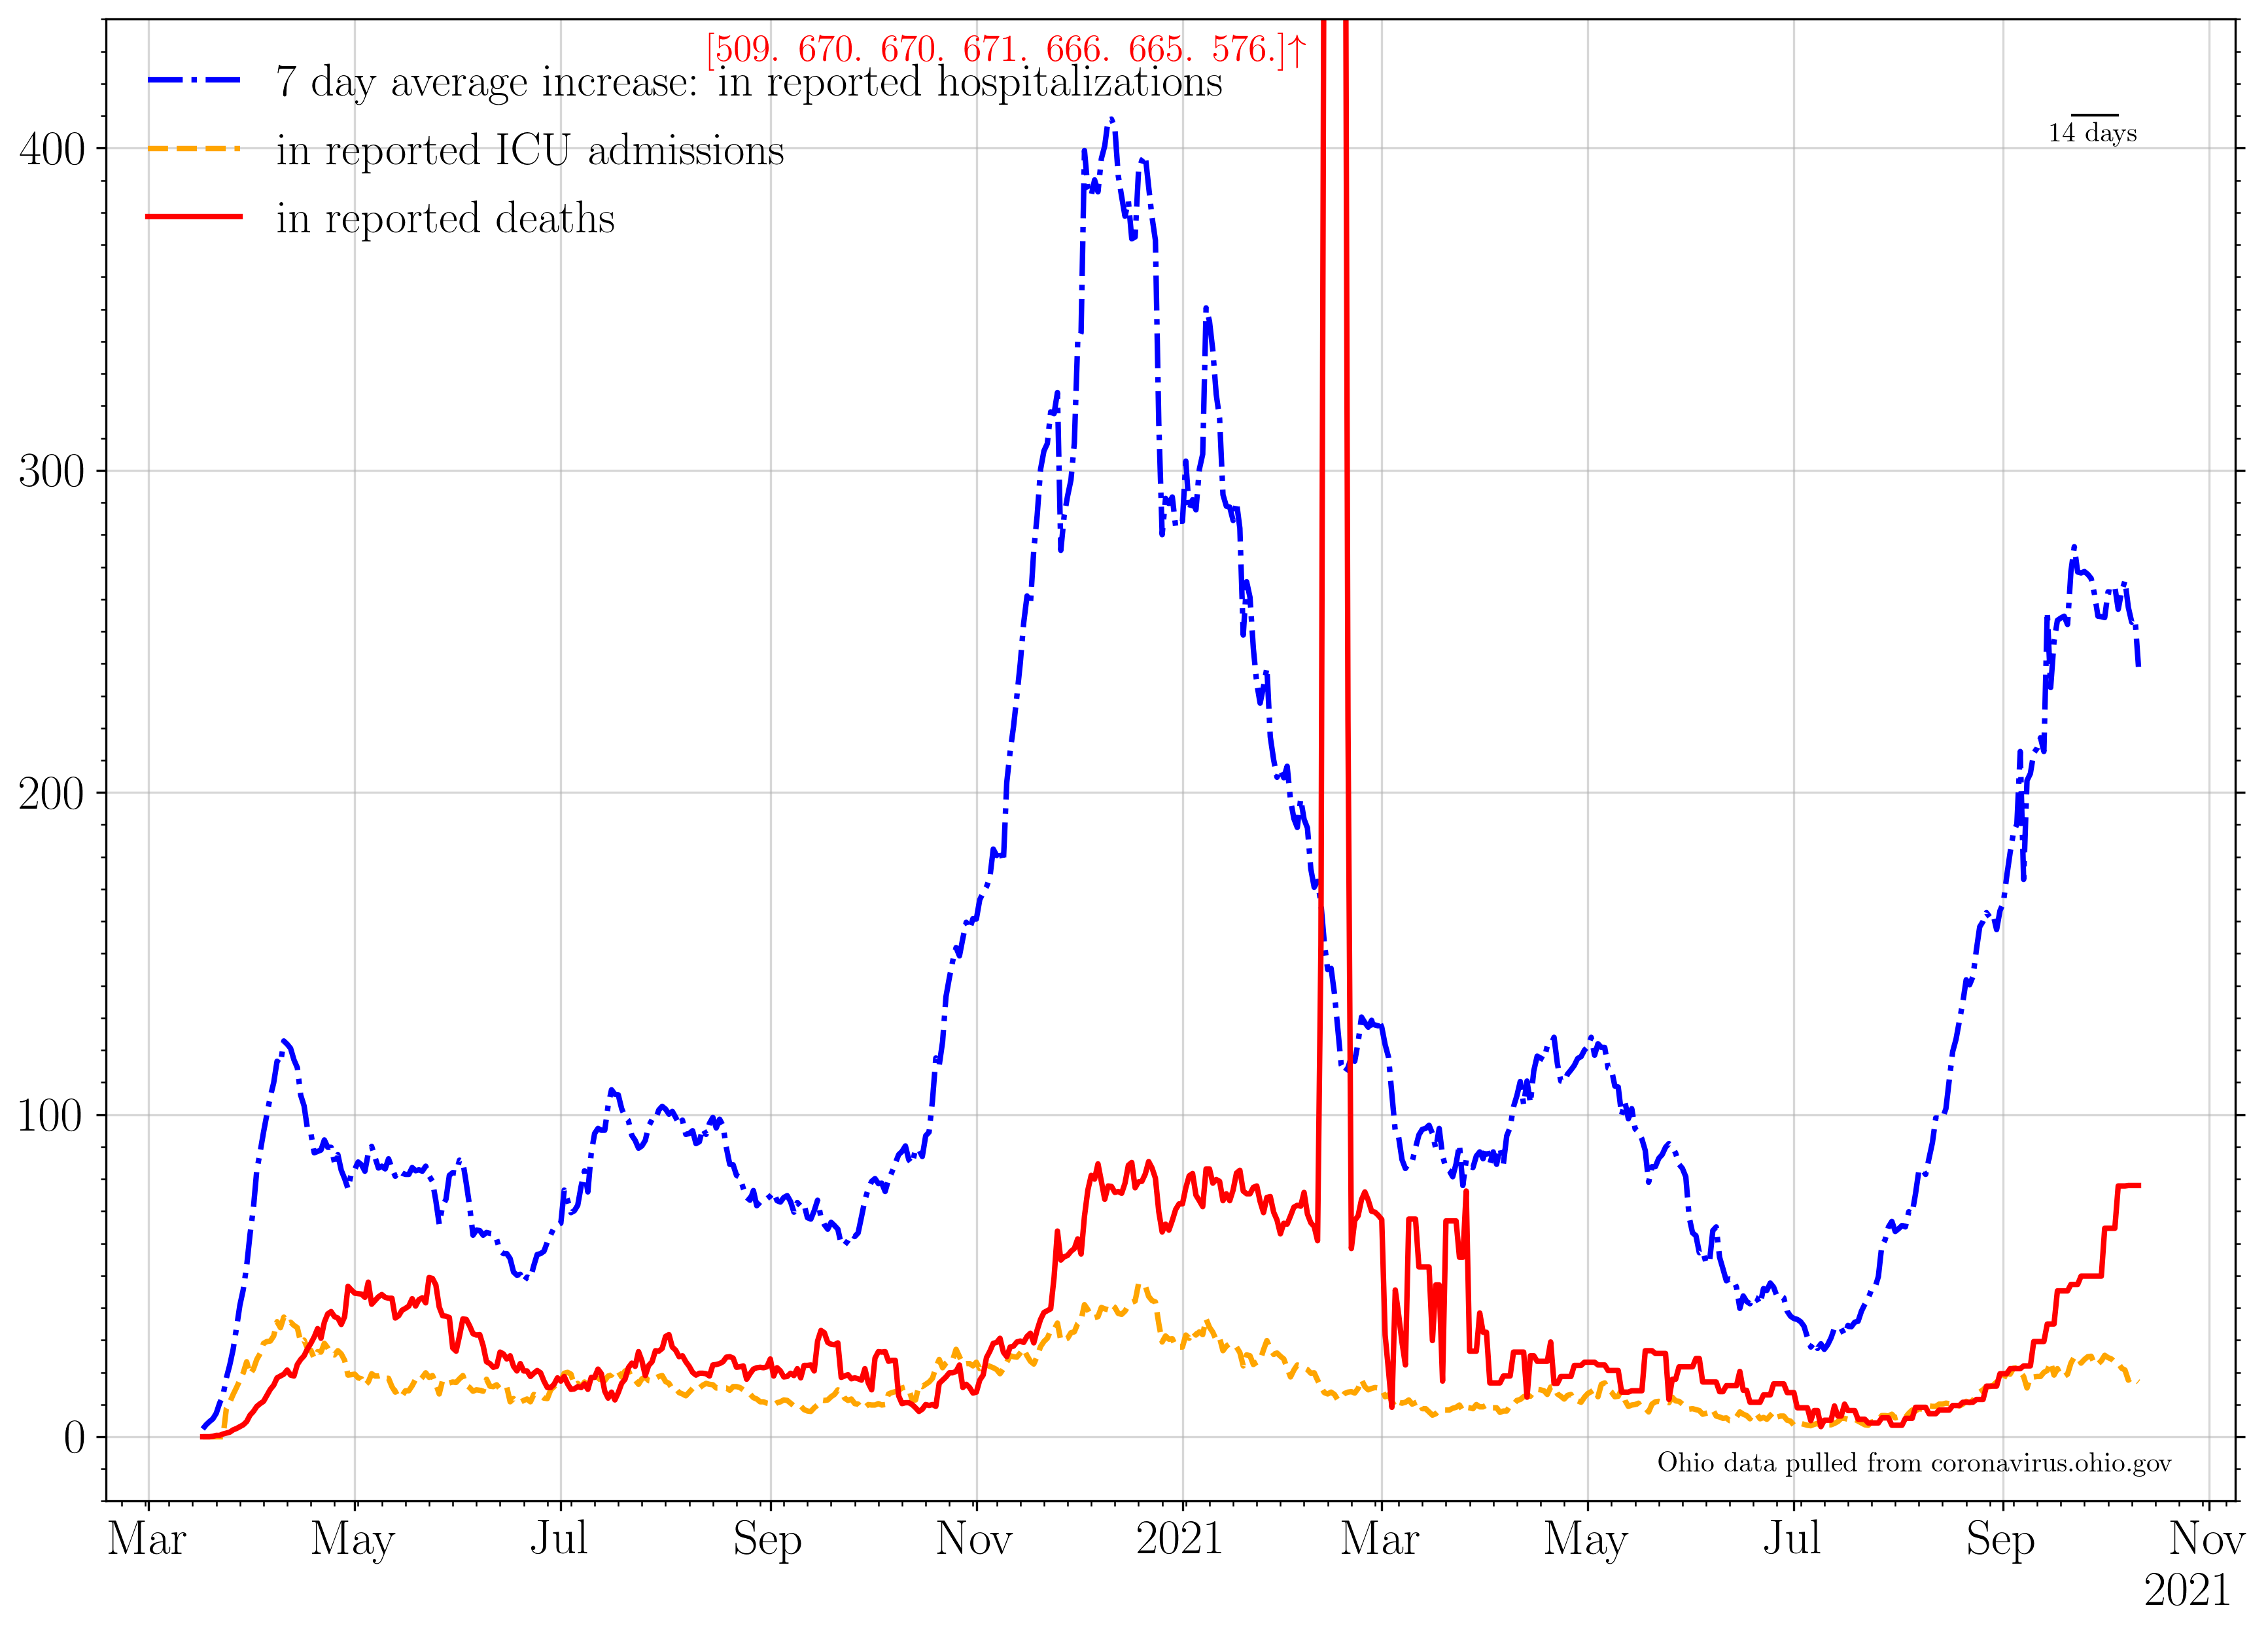 [509. 670. 670. 671. 666. 665. 576.]↑
7 day average increase: in reported hospitalizations
in reported ICU admissions
in reported deaths
14 days
400
300
200
100
0
Ohio data pulled from coronavirus.ohio.gov
Mar May Jul Sep Nov 2021 Mar May Jul Sep Nov
2021